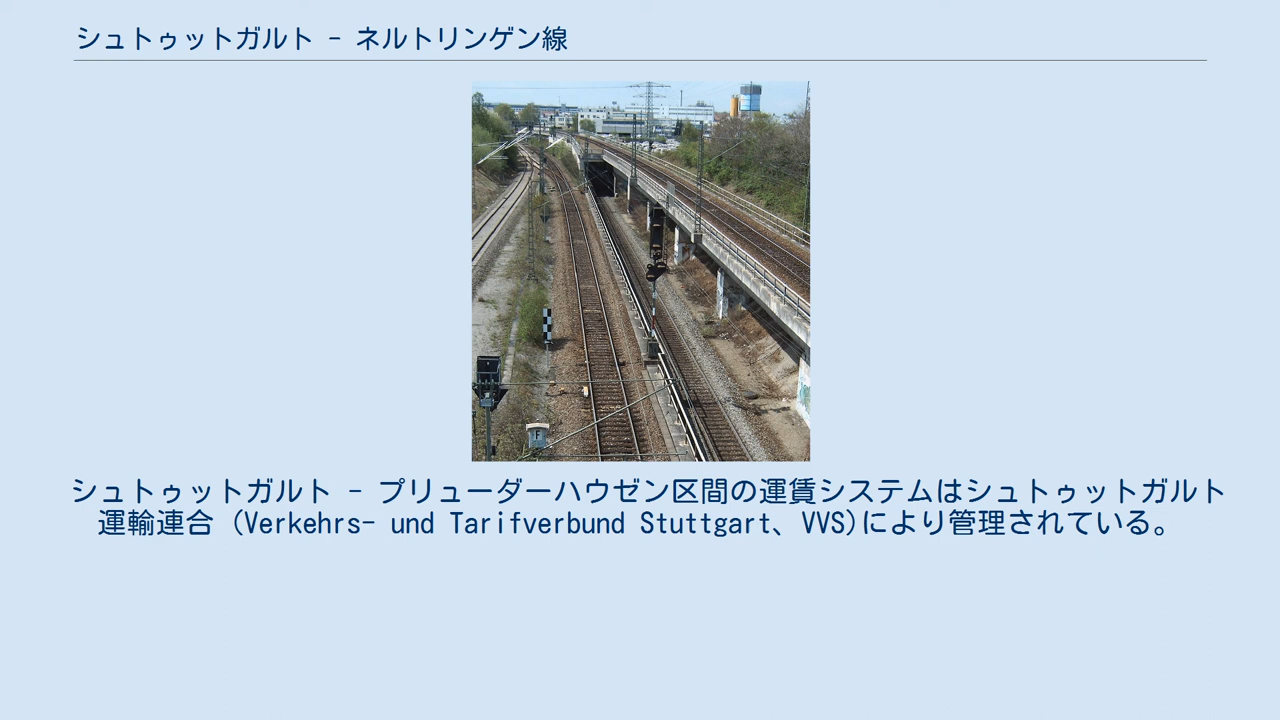 シュトゥットガルト - ネルトリンゲン線
F
シュトゥットガルト - プリューダーハウゼン区間の運賃システムはシュトゥットガルト
運輸連合 (Verkehrs- und Tarifverbund Stuttgart、VVS)により管理されている。